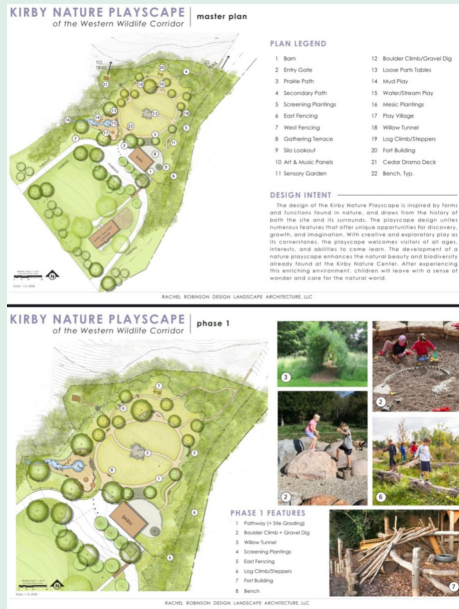 KIRBY NATURE PLAYSCAPE | master plan
of the Western Wildlife Corridor
TO
TRAIL
PLAN LEGEND
1 Barn
2 Entry Gate
3 Prairie Path
4 Secondary Path
5 Screening Plantings
6 East Fencing
7 West Fencing
8 Gathering Terrace
9 Silo Lookout
10 Art & Music Panels
11 Sensory Garden
12 Boulder Climb/Gravel Dig
13 Loose Parts Tables
14 Mud Play
15 Water/Stream Play
16 Mesic Plantings
17 Play Village
18 Willow Tunnel
19 Log Climb/Steppers
20 Fort Building
21 Cedar Drama Deck
22 Bench, Typ.
DESIGN INTENT
The design of the Kirby Nature Playscape is inspired by forms
and functions found in nature, and draws from the history of
both the site and its surrounds. The playscape design unites
numerous features that offer unique opportunities for discovery,
growth, and imagination. With creative and exploratory play as
its cornerstones, the playscape welcomes visitors of all ages,
interests, and abilities to come learn. The development of a
nature playscape enhances the natural beauty and biodiversity
already found at the Kirby Nature Center. After experiencing
this enriching environment, children will leave with a sense of
wonder and care for the natural world.
RACHEL ROBINSON DESIGN LANDSCAPE ARCHITECTURE, LLC
KIRBY NATURE PLAYSCAPE | phase 1
of the Western Wildlife Corridor
BARN
3
2
2
6
7
PHASE 1 FEATURES
1 Pathway (+ Site Grading)
2 Boulder Climb + Gravel Dig
3 Willow Tunnel
4 Screening Plantings
5 East Fencing
6 Log Climb/Steppers
7 Fort Building
8 Bench
RACHEL ROBINSON DESIGN LANDSCAPE ARCHITECTURE, LLC